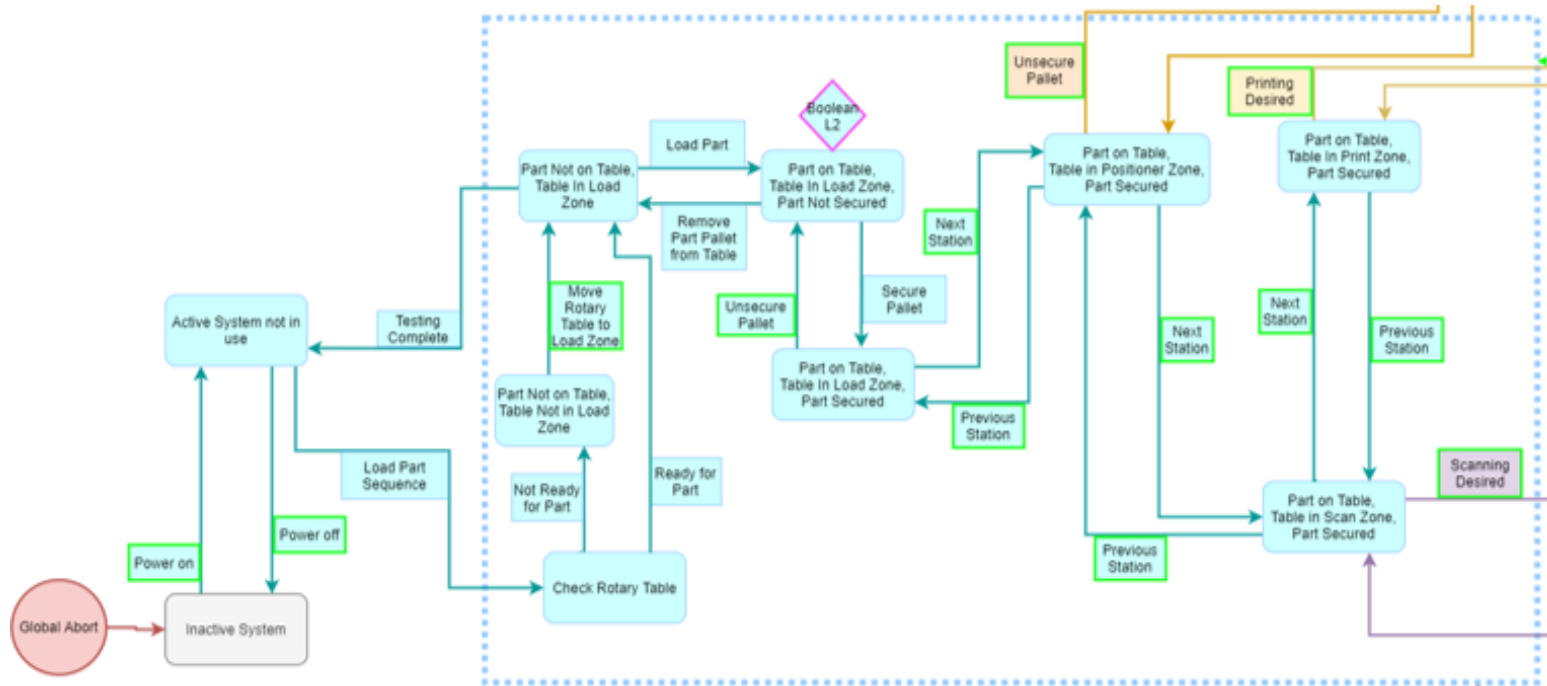 Unsecure
Pallet
Printing
Desired
Boolean
L2
Load Part
Part Not on Table,
Table In Load
Zone
Part on Table,
Table In Load Zone,
Part Not Secured
Part on Table,
Table in Positioner Zone,
Part Secured
Part on Table,
Table In Print Zone,
Part Secured
Remove
Part Pallet
from Table
Next
Station
Move
Rotary
Table to
Load Zone
Unsecure
Pallet
Secure
Pallet
Next
Station
Next
Station
Previous
Station
Active System not in
use
Testing
Complete
Part on Table,
Table In Load Zone,
Part Secured
Part Not on Table,
Table Not in Load
Zone
Previous
Station
Load Part
Sequence
Not Ready
for Part
Ready for
Part
Scanning
Desired
Part on Table,
Table in Scan Zone,
Part Secured
Power on
Power off
Previous
Station
Check Rotary Table
Global Abort
Inactive System